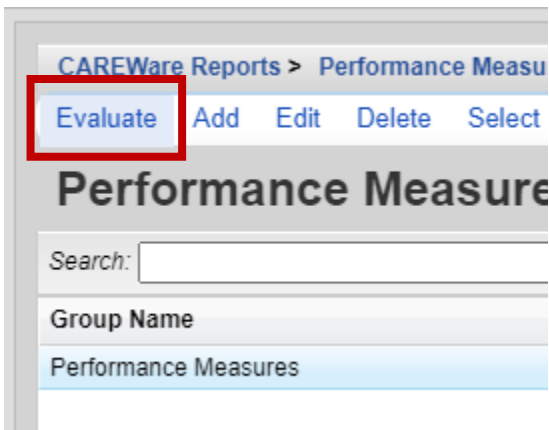 CAREWare Reports > Performance Measu
Evaluate Add Edit Delete Select
Performance Measure
Search:
Group Name
Performance Measures